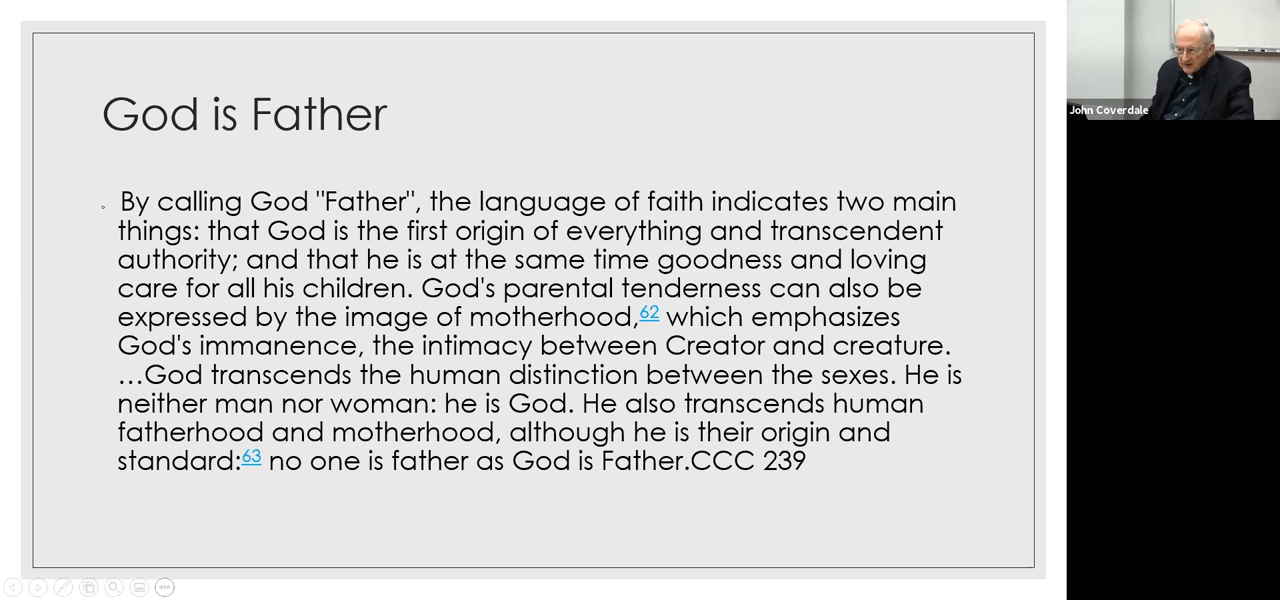 God is Father
By calling God "Father", the language of faith indicates two main
things: that God is the first origin of everything and transcendent
authority; and that he is at the same time goodness and loving
care for all his children. God's parental tenderness can also be
expressed by the image of motherhood,62 which emphasizes
God's immanence, the intimacy between Creator and creature.
…God transcends the human distinction between the sexes. He is
neither man nor woman: he is God. He also transcends human
fatherhood and motherhood, although he is their origin and
standard:63 no one is father as God is Father.CCC 239
John Coverdale